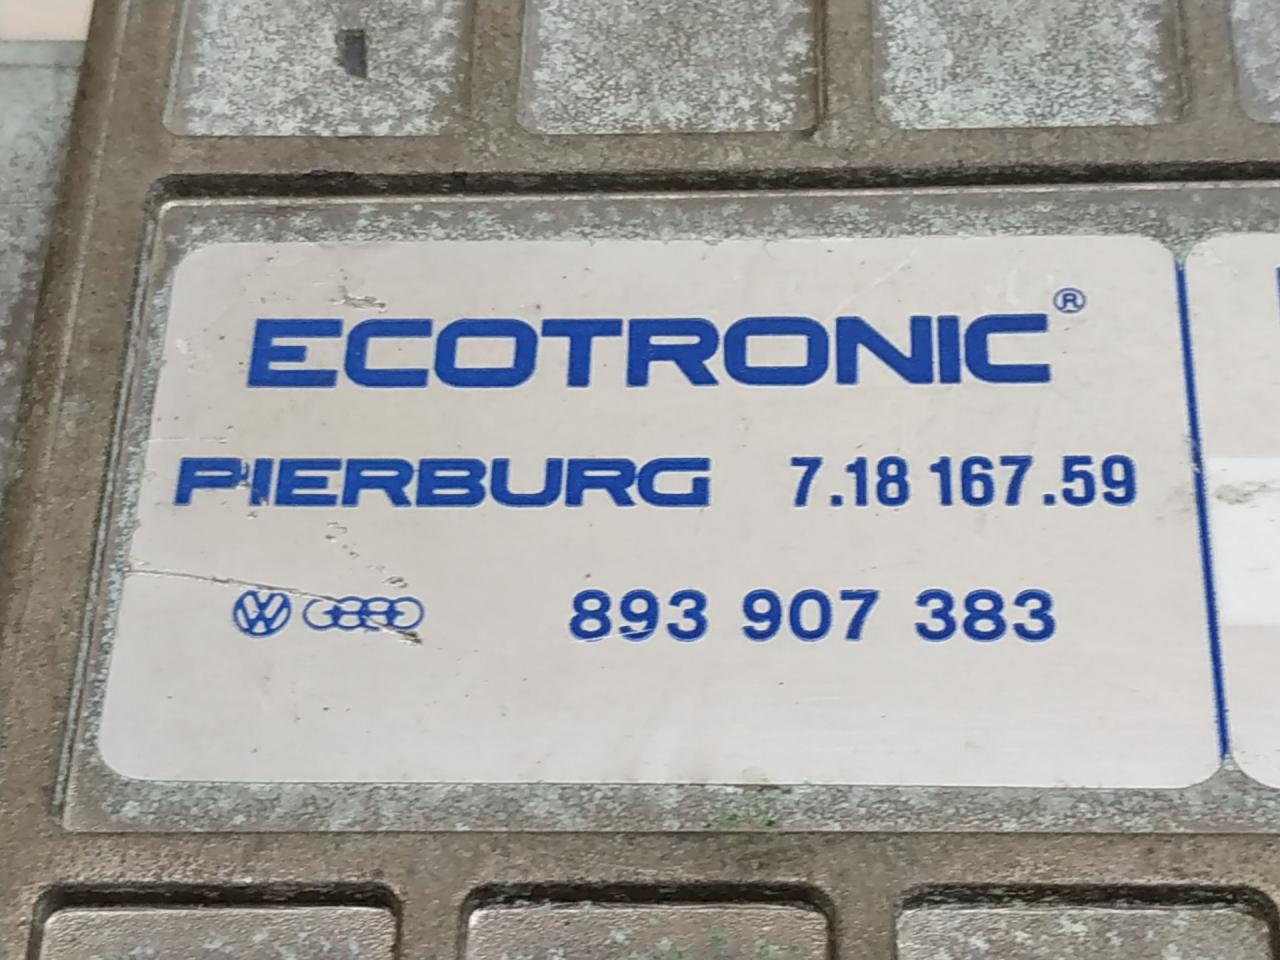 ECOTRONIC®
PIERBURG 7.18 167.59
893 907 383